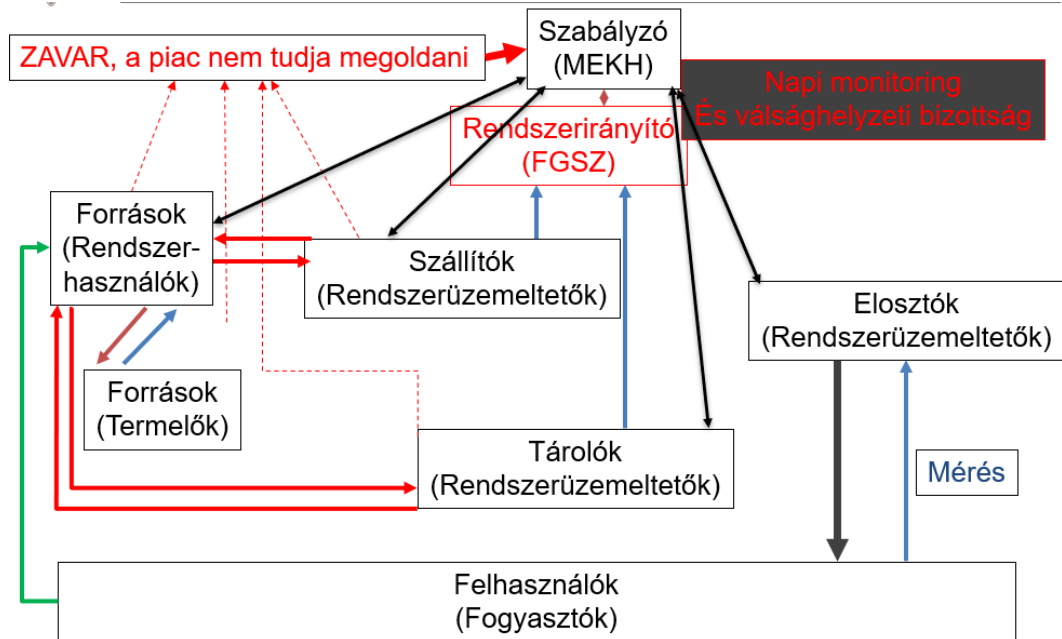 Szabályzó
(MEKH)
ZAVAR, a piac nem tudja megoldani
Napi monitoring
És válsághelyzeti bizottság
Rendszerirányító
(FGSZ)
Források
(Rendszer-
használók)
Szállítók
(Rendszerüzemeltetők)
Elosztók
(Rendszerüzemeltetők)
Források
(Termelők)
Tárolók
(Rendszerüzemeltetők)
Mérés
Felhasználók
(Fogyasztók)